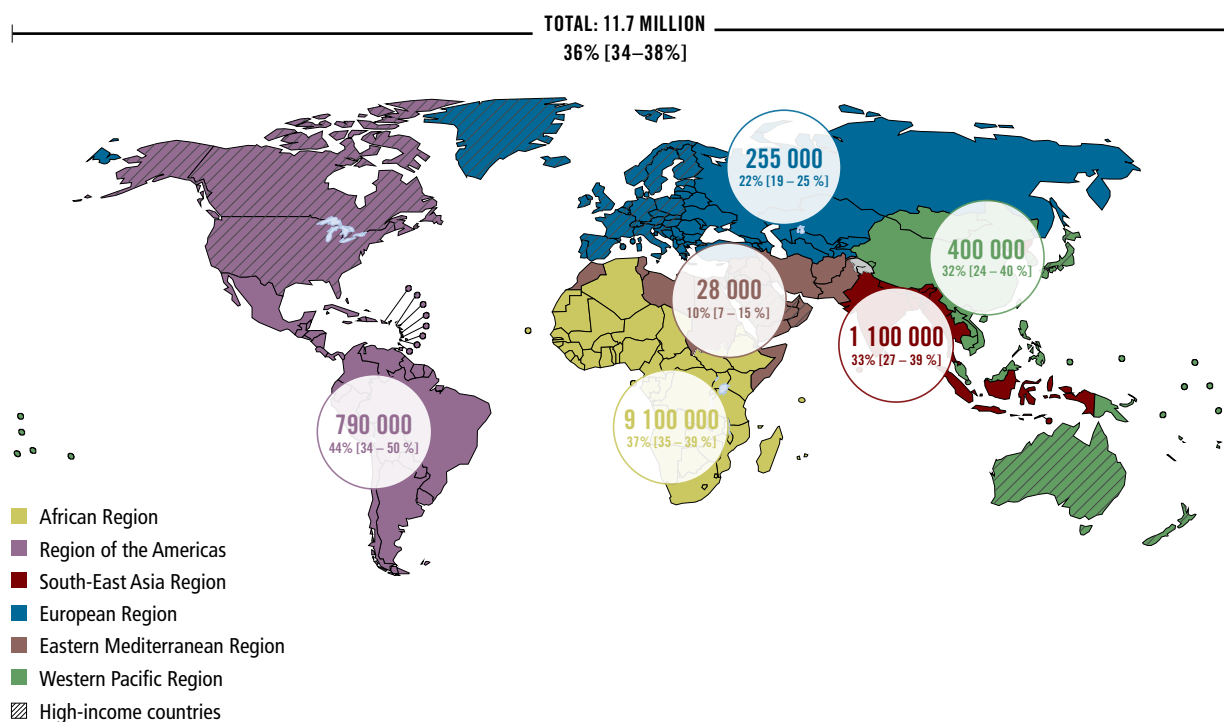 TOTAL: 11.7 MILLION
36% [34–38%]
255 000
22% [19 – 25 %]
400 000
32% [24 – 40 %]
28 000
10% [7 – 15 %]
1 100 000
33% [27 – 39 %]
790 000
44% [34 – 50 %]
9 100 000
37% [35 – 39 %]
African Region
Region of the Americas
South-East Asia Region
European Region
Eastern Mediterranean Region
Western Pacific Region
High-income countries